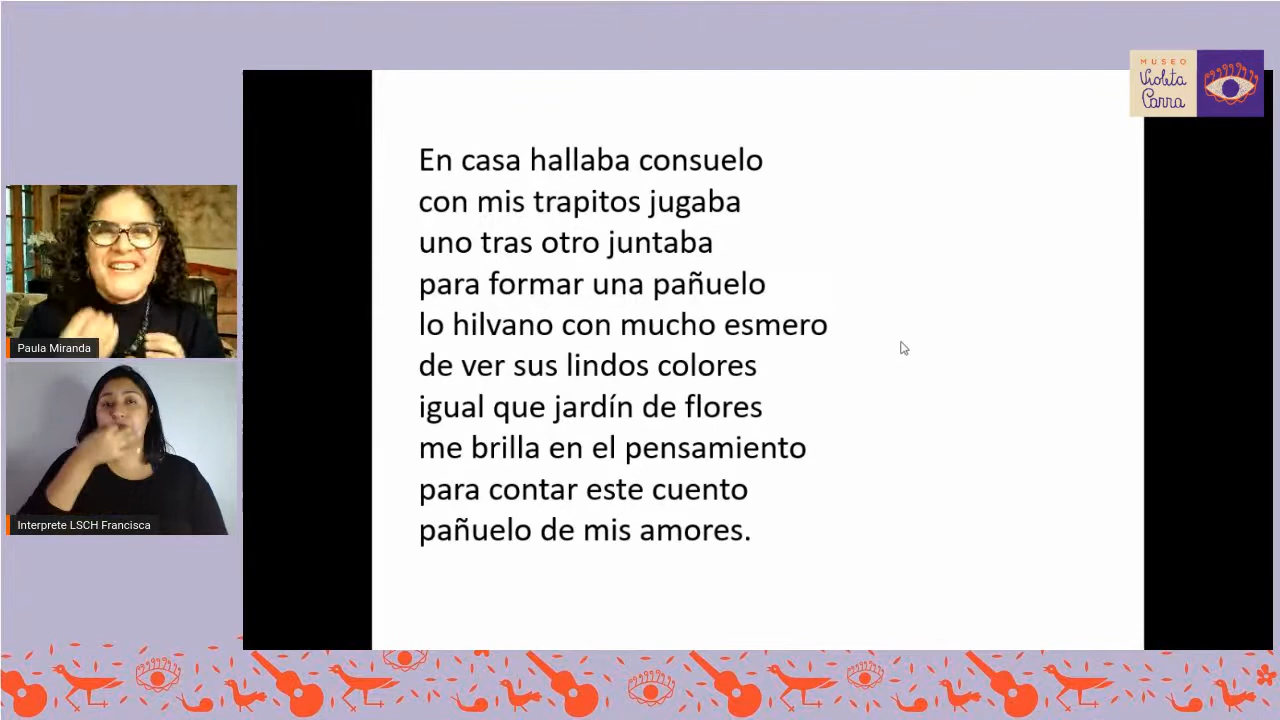 MUSEO
Violeta
Parra
En casa hallaba consuelo
con mis trapitos jugaba
uno tras otro juntaba
para formar una pañuelo
lo hilvano con mucho esmero
de ver sus lindos colores
igual que jardín de flores
me brilla en el pensamiento
para contar este cuento
pañuelo de mis amores.
Paula Miranda
Interprete LSCH Francisca